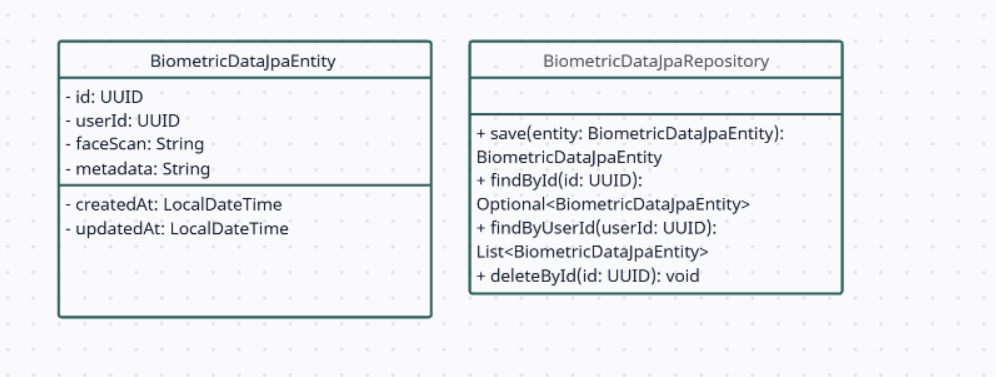 BiometricDataJpaEntity
- id: UUID
- userId: UUID
- faceScan: String
- metadata: String
- createdAt: LocalDateTime
- updatedAt: LocalDateTime
BiometricDataJpaRepository
+ save(entity: BiometricDataJpaEntity):
BiometricDataJpaEntity
+ findById(id: UUID):
Optional<BiometricDataJpaEntity>
+ findByUserId(userId: UUID):
List<BiometricDataJpaEntity>
+ deleteById(id: UUID): void